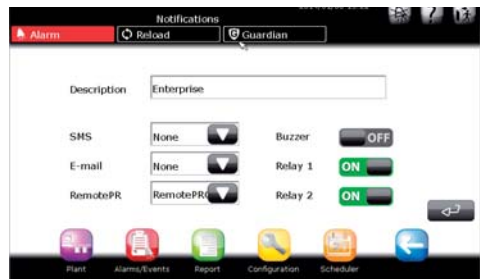 Notifications
Alarm Reload Guardian
Description Enterprise
SMS None Buzzer OFF
E-mail None Relay 1 ON
RemotePR RemotePR Relay 2 ON
Plant Alarms/Events Report Configuration Scheduler